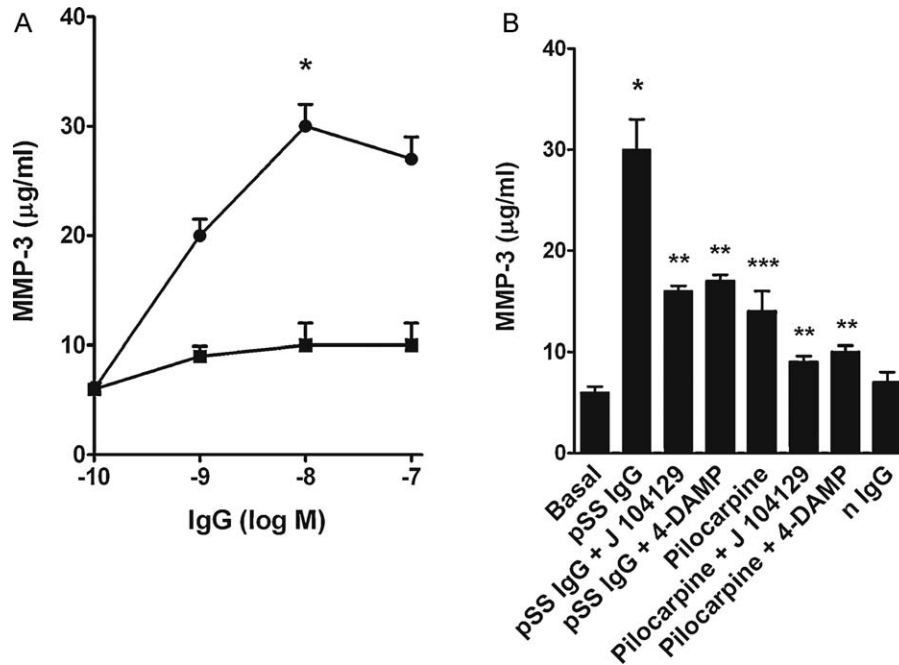 A
MMP-3 (μg/ml)
40
30
20
10
0
*
-10
-9
-8
-7
IgG (log M)
B
MMP-3 (μg/ml)
40
30
20
10
0
*
**
**
***
**
**
Basal
pSS IgG
pSS IgG + J 104129
pSS IgG + 4-DAMP
Pilocarpine
Pilocarpine + J 104129
Pilocarpine + 4-DAMP
n IgG